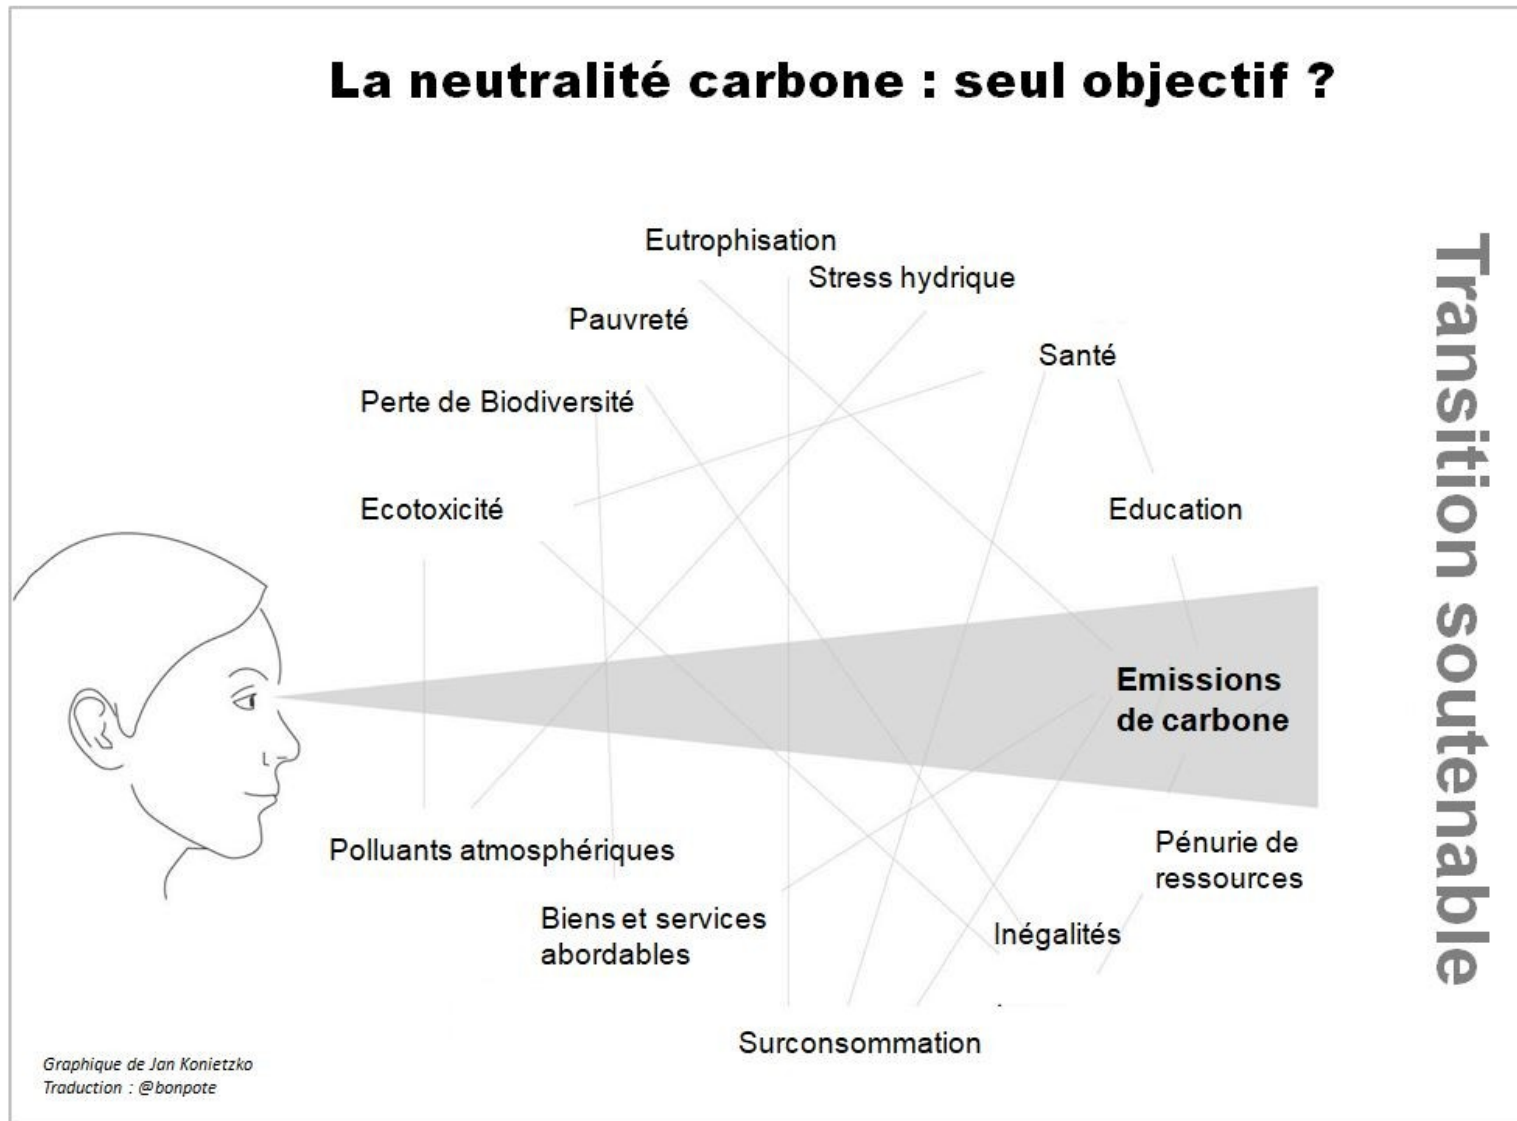 La neutralité carbone : seul objectif ?
Eutrophisation
Stress hydrique
Pauvreté
Santé
Perte de Biodiversité
Ecotoxicité
Education
Emissions
de carbone
Polluants atmosphériques
Pénurie de
ressources
Biens et services
abordables
Inégalités
Surconsommation
Transition soutenable
Graphique de Jan Konietzko
Traduction : @bonpote